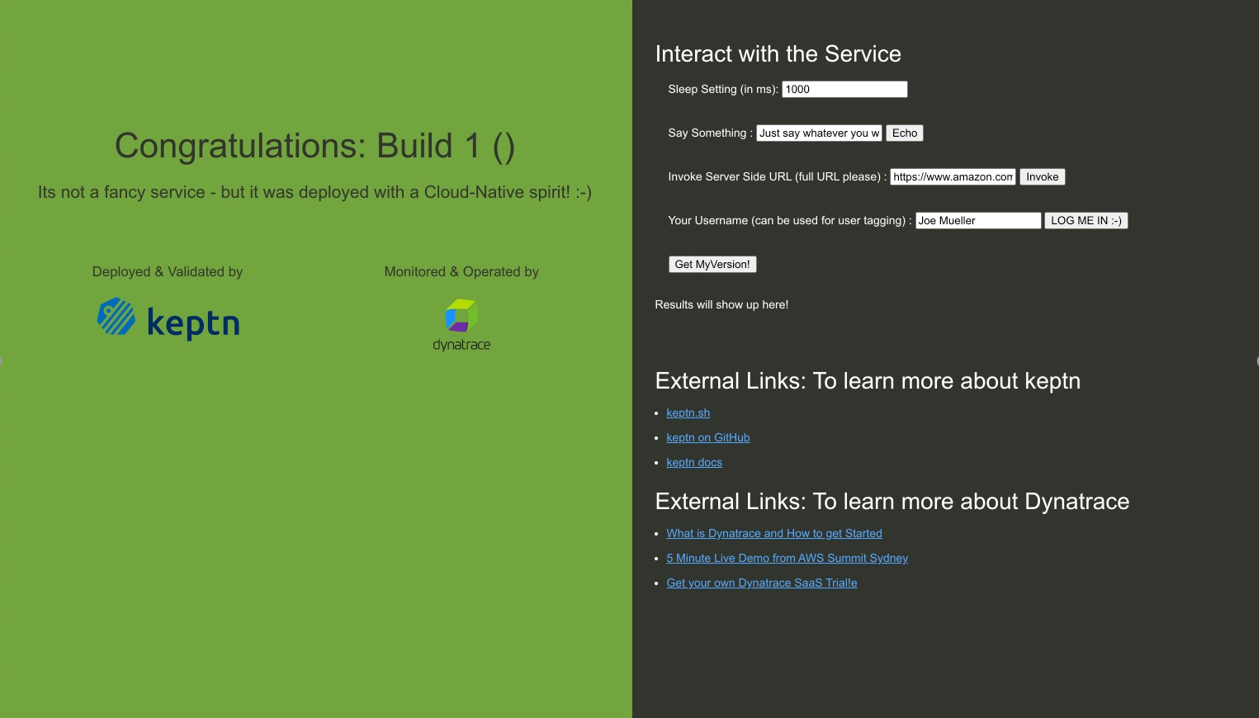 Congratulations: Build 1 ()
Its not a fancy service - but it was deployed with a Cloud-Native spirit! :-)
Deployed & Validated by
keptn
Monitored & Operated by
dynatrace
Interact with the Service
Sleep Setting (in ms): 1000
Say Something : Just say whatever you w Echo
Invoke Server Side URL (full URL please) : https://www.amazon.com Invoke
Your Username (can be used for user tagging) : Joe Mueller LOG ME IN :-)
Get MyVersion!
Results will show up here!
External Links: To learn more about keptn
keptn.sh
keptn on GitHub
keptn docs
External Links: To learn more about Dynatrace
What is Dynatrace and How to get Started
5 Minute Live Demo from AWS Summit Sydney
Get your own Dynatrace SaaS Trial!e